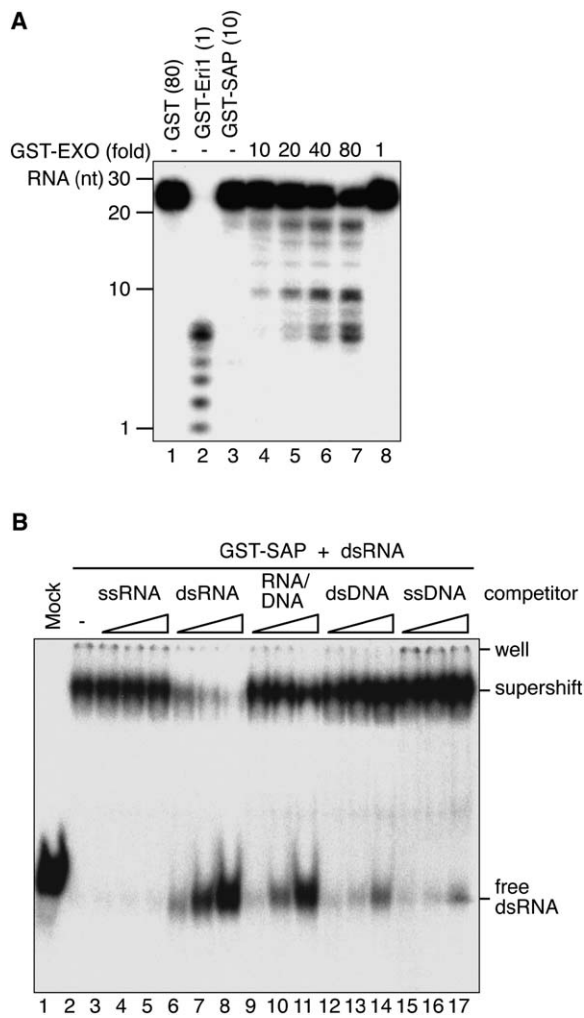 A
GST (80)
GST-Eri1 (1)
GST-SAP (10)
GST-EXO (fold) - - - 10 20 40 80 1
RNA (nt) 30
20
10
1
1 2 3 4 5 6 7 8
B
GST-SAP + dsRNA
Mock - ssRNA dsRNA RNA/DNA dsDNA ssDNA competitor
well
supershift
free
dsRNA
1 2 3 4 5 6 7 8 9 10 11 12 13 14 15 16 17